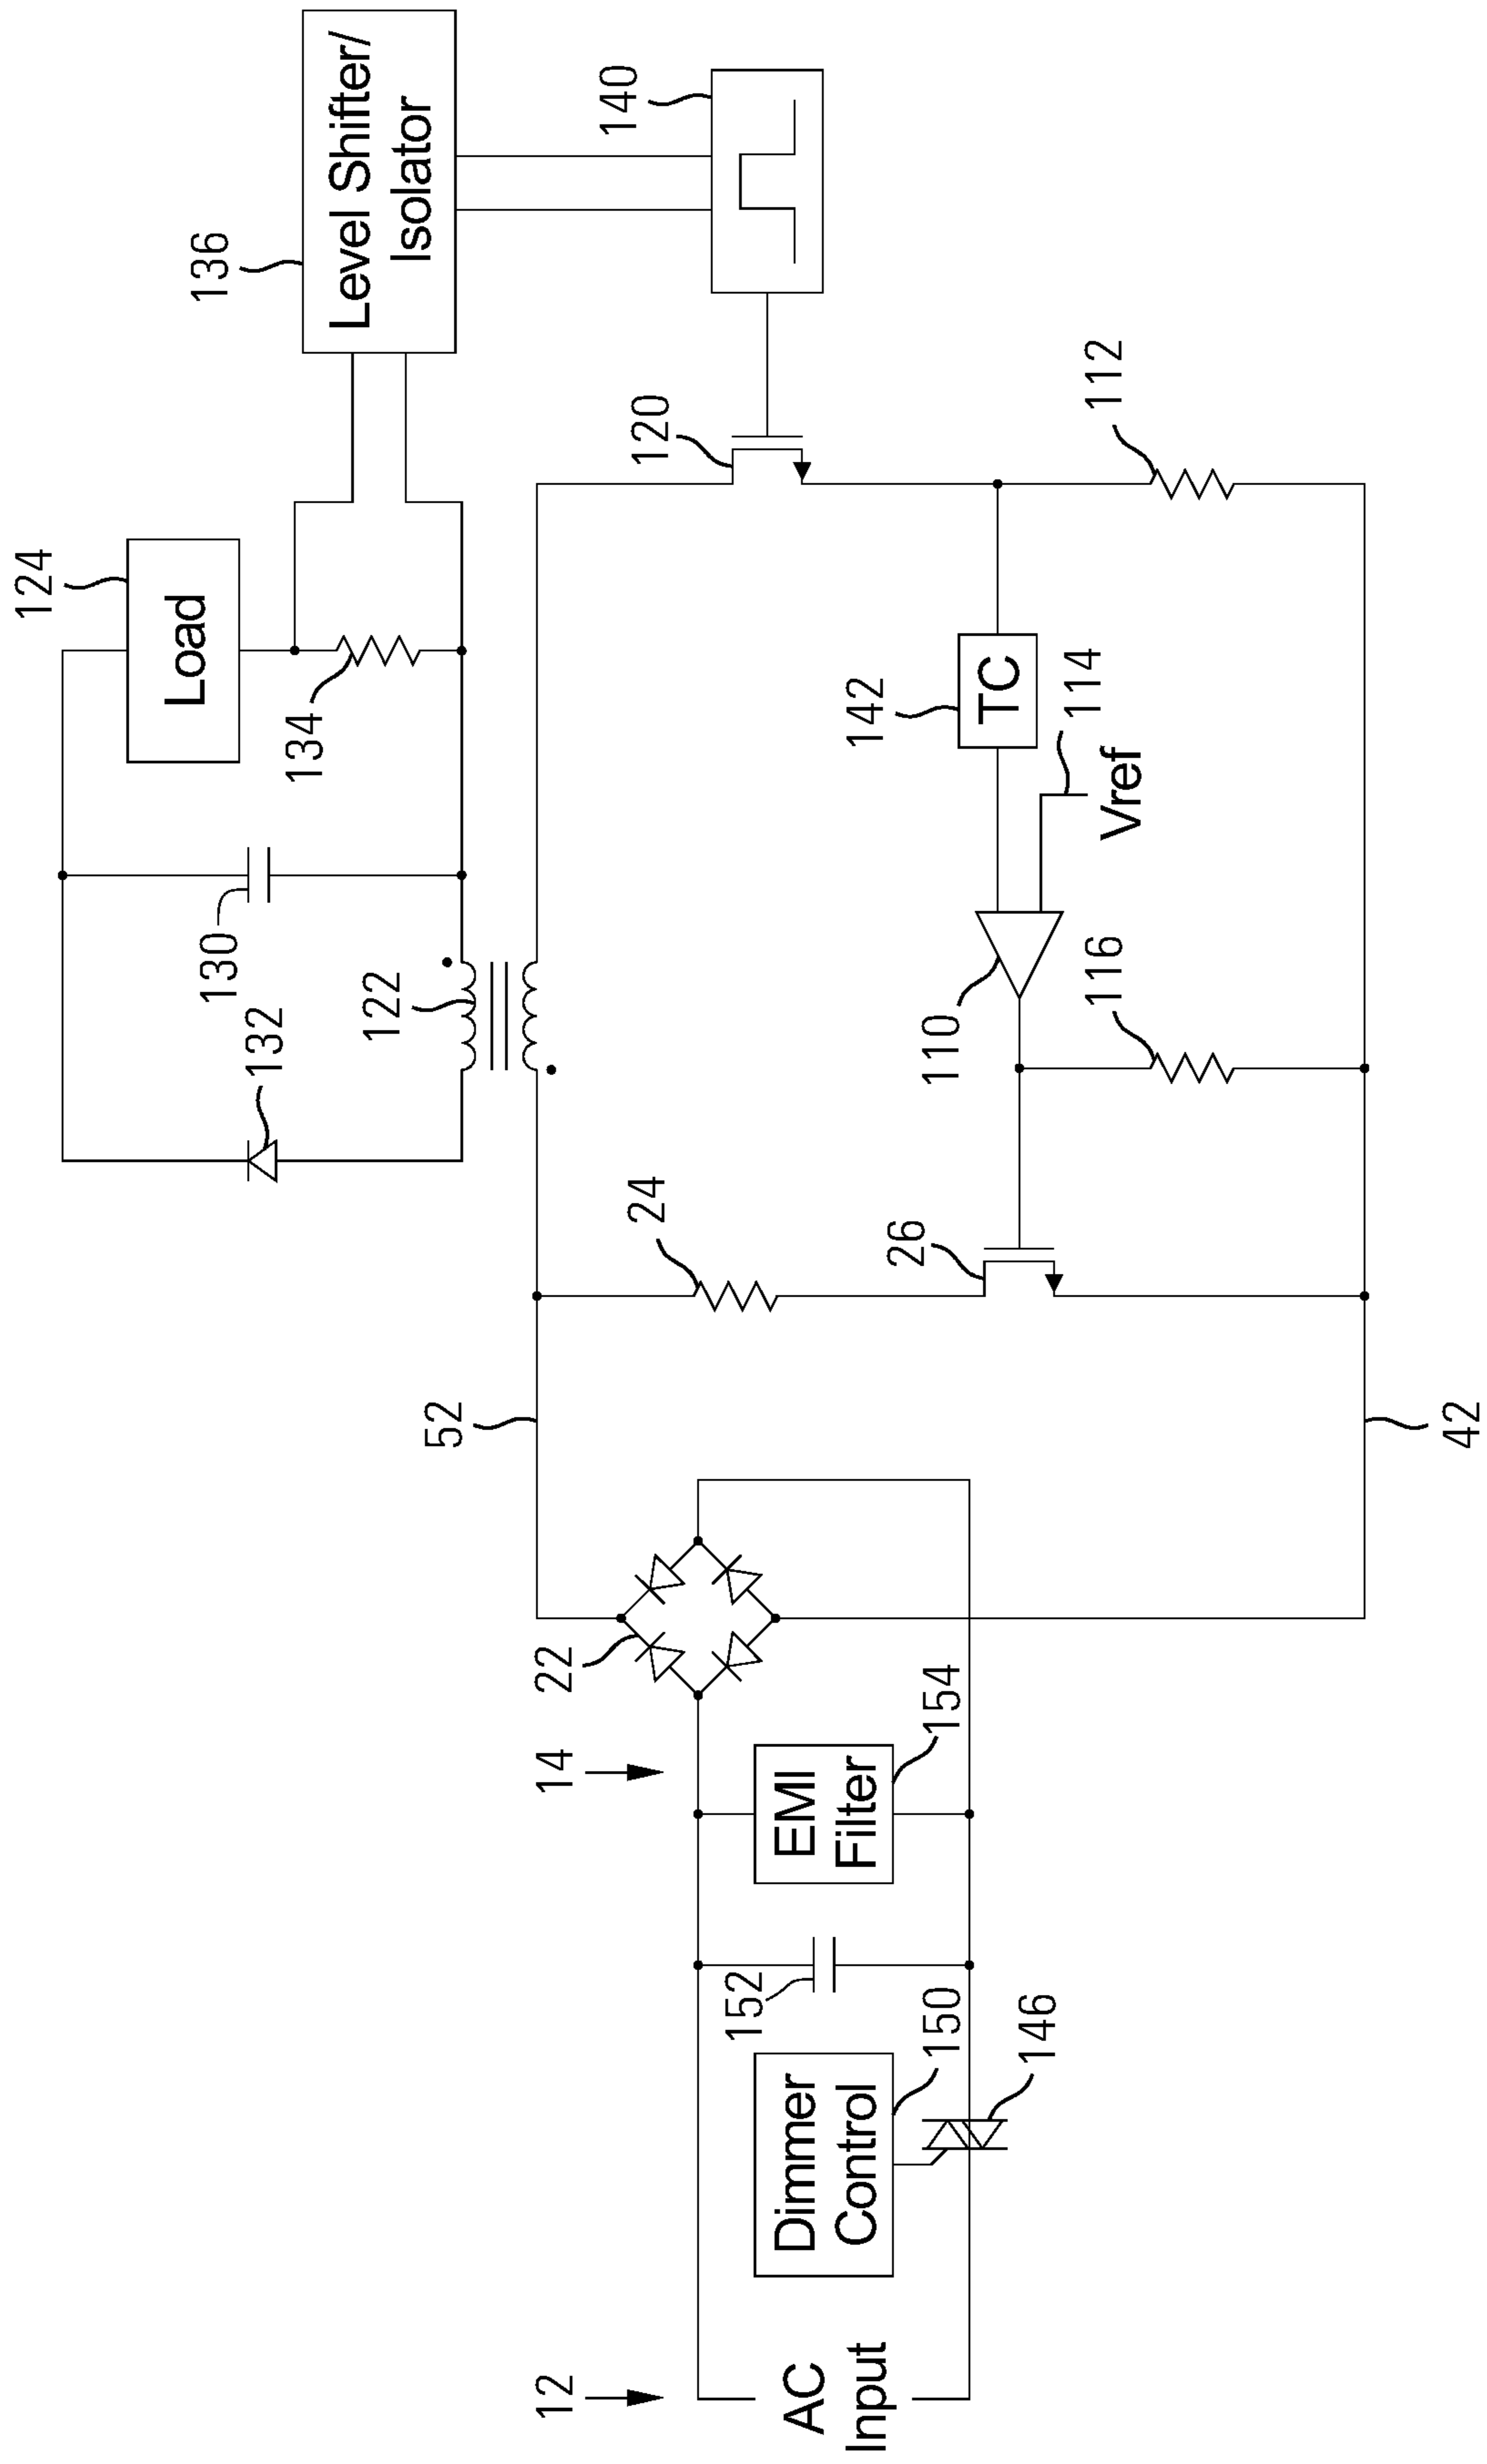 124
Load
134
130
132
122
136
Level Shifter/
Isolator
140
120
52
24
26
142
TC
114
Vref
110
116
112
42
12
AC
Input
Dimmer
Control
150
146
152
14
EMI
Filter
154
22